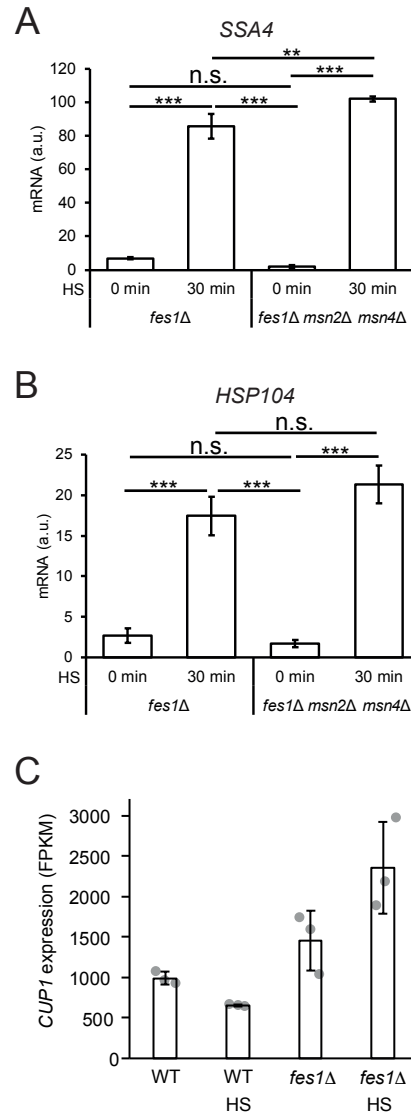 A
SSA4
**
n.s.
***
*** ***
120
100
80
60
40
20
0
mRNA (a.u.)
HS 0 min 30 min 0 min 30 min
fes1Δ fes1Δ msn2Δ msn4Δ
B
HSP104
n.s.
n.s. ***
*** ***
25
20
15
10
5
0
mRNA (a.u.)
HS 0 min 30 min 0 min 30 min
fes1Δ fes1Δ msn2Δ msn4Δ
C
3000
2500
2000
1500
1000
500
0
CUP1 expression (FPKM)
WT WT fes1Δ fes1Δ
HS HS